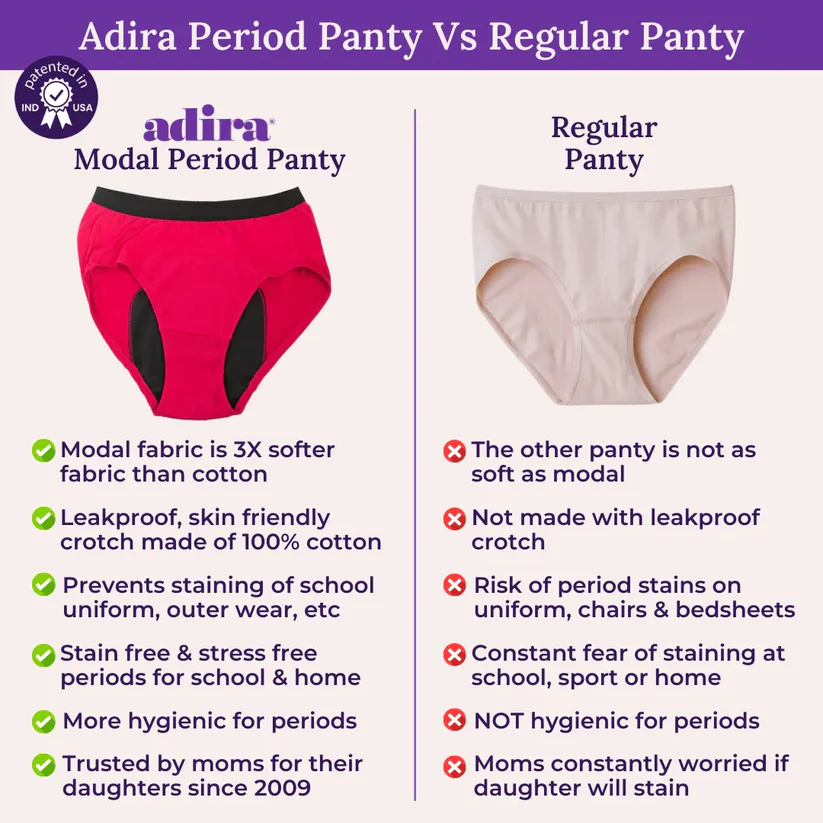 Adira Period Panty Vs Regular Panty
patented in
IND USA
adira®
Modal Period Panty
Regular
Panty
Modal fabric is 3X softer
fabric than cotton
Leakproof, skin friendly
crotch made of 100% cotton
Prevents staining of school
uniform, outer wear, etc
Stain free & stress free
periods for school & home
More hygienic for periods
Trusted by moms for their
daughters since 2009
The other panty is not as
soft as modal
Not made with leakproof
crotch
Risk of period stains on
uniform, chairs & bedsheets
Constant fear of staining at
school, sport or home
NOT hygienic for periods
Moms constantly worried if
daughter will stain